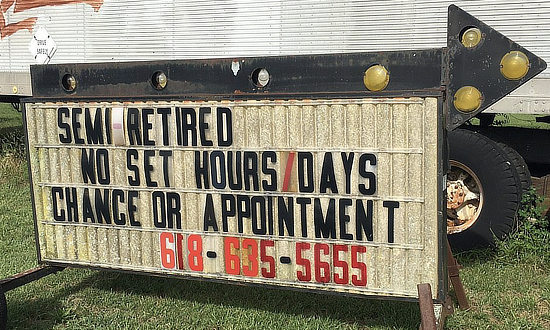 SEMI RETIRED
NO SET HOURS/DAYS
CHANCE OR APPOINTMENT
618-635-5655